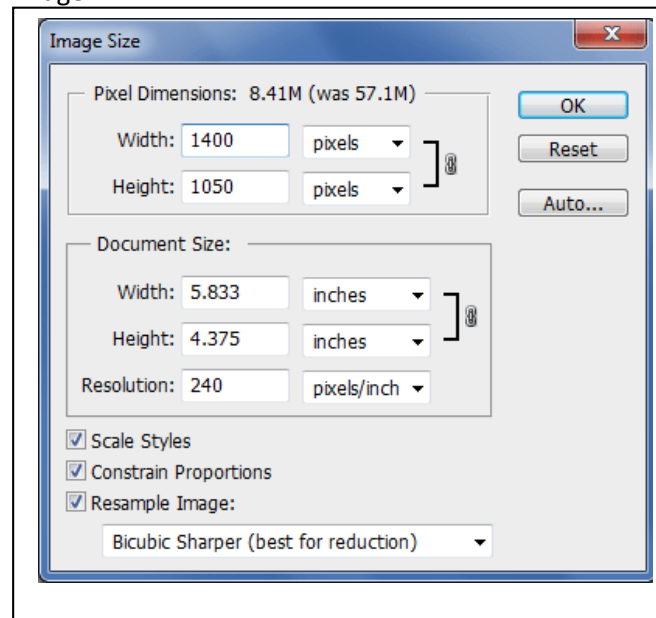 Image Size
Pixel Dimensions: 8.41M (was 57.1M)
Width: 1400 pixels
Height: 1050 pixels
OK
Reset
Auto...
Document Size:
Width: 5.833 inches
Height: 4.375 inches
Resolution: 240 pixels/inch
Scale Styles
Constrain Proportions
Resample Image:
Bicubic Sharper (best for reduction)